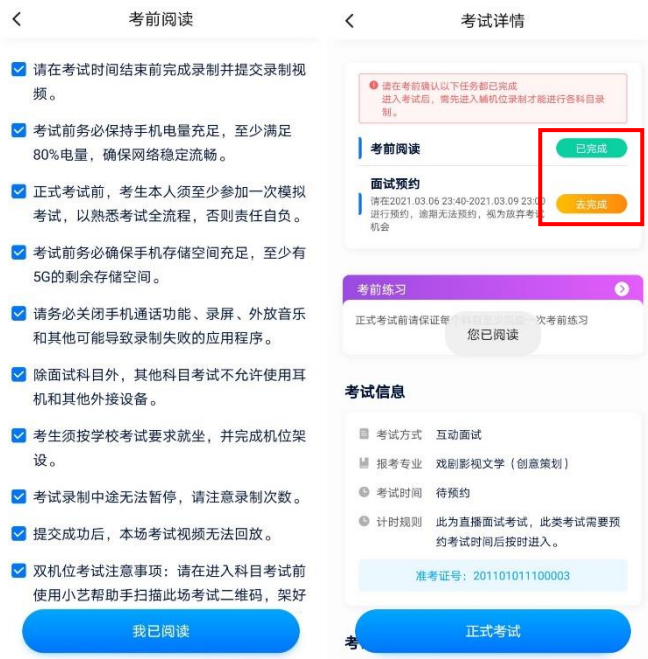 考前阅读
请在考试时间结束前完成录制并提交录制视
频。
考试前务必保持手机电量充足，至少满足
80%电量，确保网络稳定流畅。
正式考试前，考生本人须至少参加一次模拟
考试，以熟悉考试全流程，否则责任自负。
考试前务必确保手机存储空间充足，至少有
5G的剩余存储空间。
请务必关闭手机通话功能、录屏、外放音乐
和其他可能导致录制失败的应用程序。
除面试科目外，其他科目考试不允许使用耳
机和其他外接设备。
考生须按学校考试要求就坐，并完成机位架
设。
考试录制中途无法暂停，请注意录制次数。
提交成功后，本场考试视频无法回放。
双机位考试注意事项：请在进入科目考试前
使用小艺帮助手扫描此场考试二维码，架好
我已阅读
考试详情
请在考前确认以下任务都已完成
进入考试后，需先进入辅机位录制才能进行各科目录
制。
考前阅读
已完成
面试预约
请在2021.03.06 23:40-2021.03.09 23:00
进行预约，逾期无法预约，视为放弃考试
机会
去完成
考前练习
正式考试前请保证每 一次考前练习
您已阅读
考试信息
考试方式 互动面试
报考专业 戏剧影视文学（创意策划）
考试时间 待预约
计时规则 此为直播面试考试，此类考试需要预
约考试时间后按时进入。
准考证号：201101011100003
正式考试
考